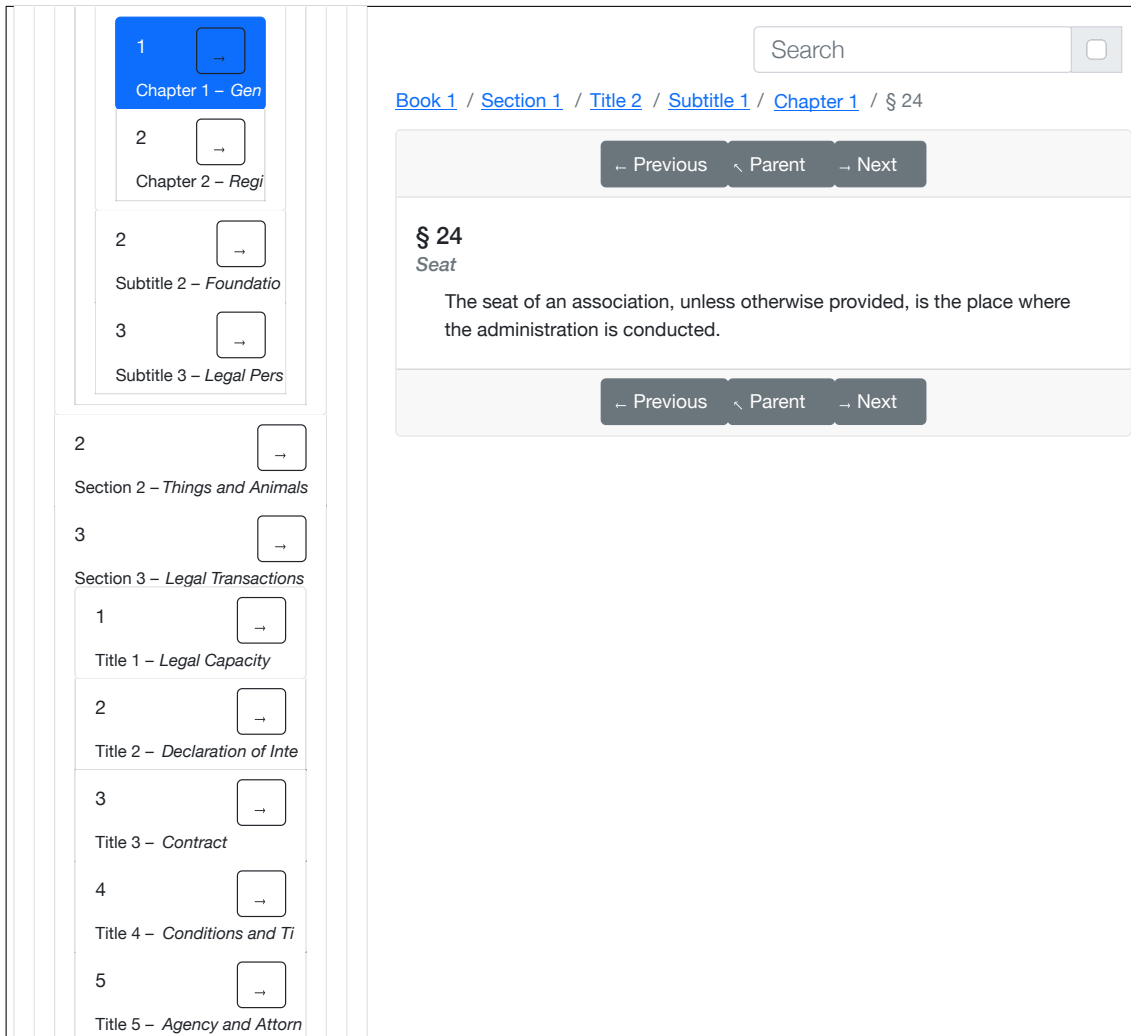 1
→
Chapter 1 – Gen
2
→
Chapter 2 – Regi
2
→
Subtitle 2 – Foundatio
3
→
Subtitle 3 – Legal Pers
2
→
Section 2 – Things and Animals
3
→
Section 3 – Legal Transactions
1
→
Title 1 – Legal Capacity
2
→
Title 2 – Declaration of Inte
3
→
Title 3 – Contract
4
→
Title 4 – Conditions and Ti
5
→
Title 5 – Agency and Attorn
Search
Book 1 / Section 1 / Title 2 / Subtitle 1 / Chapter 1 / § 24
← Previous ↖ Parent → Next
§ 24
Seat
The seat of an association, unless otherwise provided, is the place where
the administration is conducted.
← Previous ↖ Parent → Next